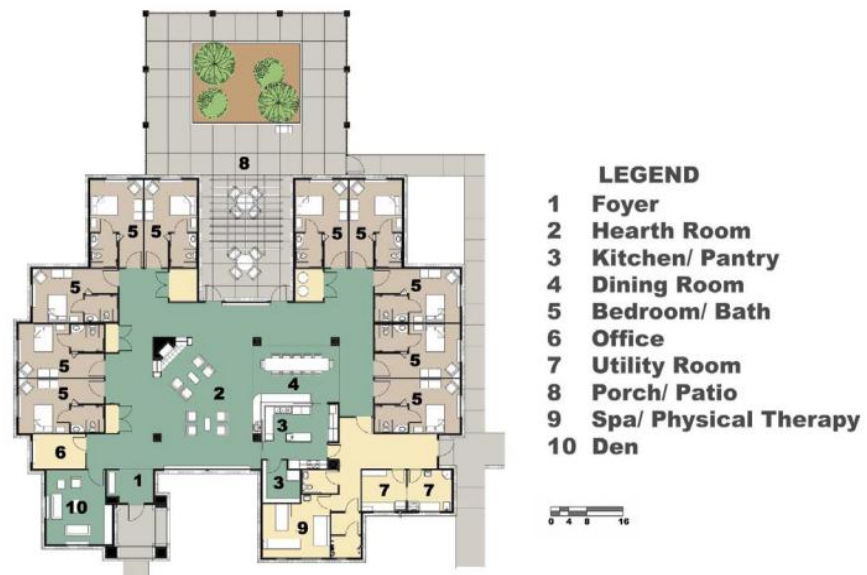 8
5 5 5 5
5 5
5 5
4
2
5 5
3
6
1
3
7 7
10
9
LEGEND
1 Foyer
2 Hearth Room
3 Kitchen/ Pantry
4 Dining Room
5 Bedroom/ Bath
6 Office
7 Utility Room
8 Porch/ Patio
9 Spa/ Physical Therapy
10 Den
0 4 8 16